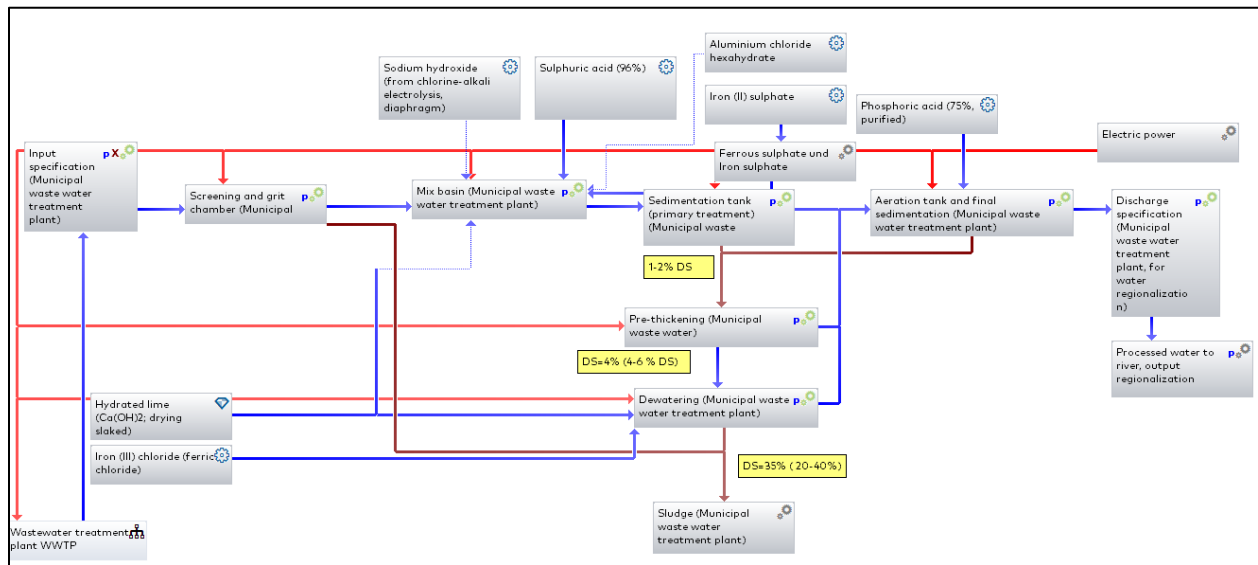 Aluminium chloride
hexahydrate
Sodium hydroxide
(from chlorine-alkali
electrolysis,
diaphragm)
Sulphuric acid (96%)
Iron (II) sulphate
Phosphoric acid (75%,
purified)
Electric power
Input
specification
(Municipal
waste water
treatment
plant)
p X
Ferrous sulphate und
Iron sulphate
Screening and grit
chamber (Municipal
p
Mix basin (Municipal waste
water treatment plant)
p
Sedimentation tank
(primary treatment)
(Municipal waste
p
Aeration tank and final
sedimentation (Municipal waste
water treatment plant)
p
Discharge
specification
(Municipal
waste water
treatment
plant, for
water
regionalizatio
n)
p
1-2% DS
Pre-thickening (Municipal
waste water)
p
DS=4% (4-6 % DS)
Processed water to
river, output
regionalization
p
Hydrated lime
(Ca(OH)2; drying
slaked)
Dewatering (Municipal waste
water treatment plant)
p
Iron (III) chloride (ferric
chloride)
DS=35% ( 20-40%)
Sludge (Municipal
waste water
treatment plant)
Wastewater treatment
plant WWTP